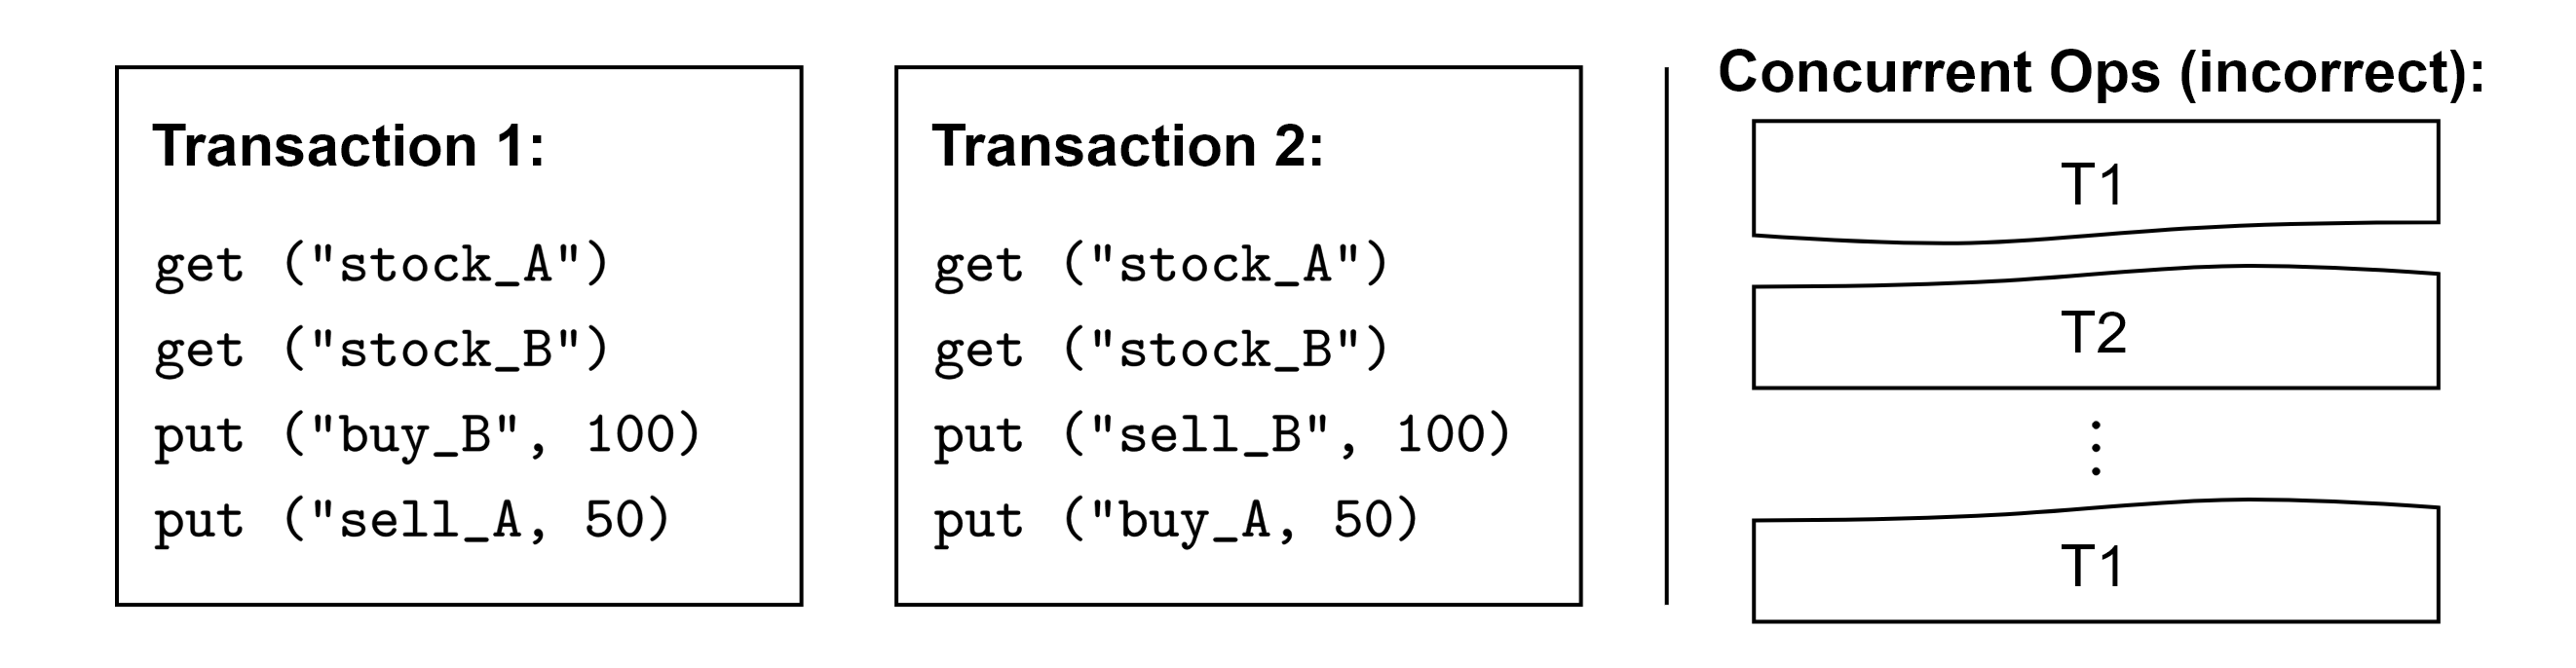 Transaction 1:
get ("stock_A")
get ("stock_B")
put ("buy_B", 100)
put ("sell_A, 50)
Transaction 2:
get ("stock_A")
get ("stock_B")
put ("sell_B", 100)
put ("buy_A, 50)
Concurrent Ops (incorrect):
T1
T2
⋮
T1